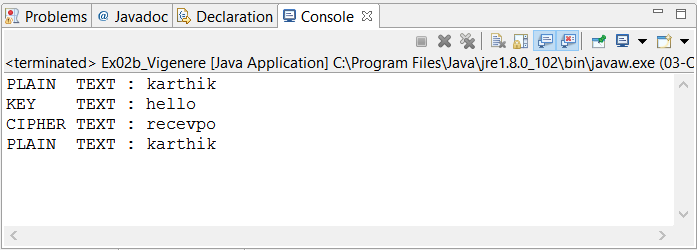 Problems @ Javadoc Declaration Console
<terminated> Ex02b_Vigenere [Java Application] C:\Program Files\Java\jre1.8.0_102\bin\javaw.exe (03-C
PLAIN  TEXT : karthik
KEY    TEXT : hello
CIPHER TEXT : recevpo
PLAIN  TEXT : karthik